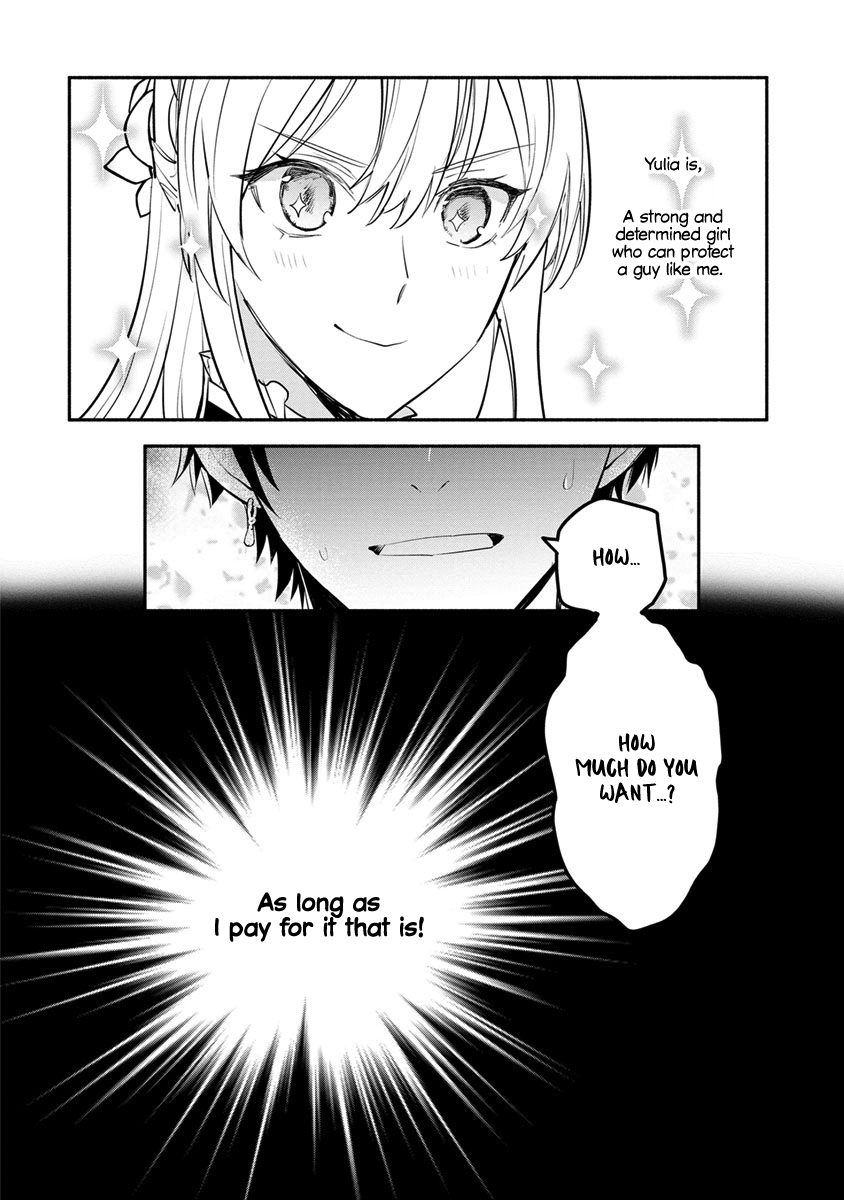 Yulia is,
A strong and
determined girl
who can protect
a guy like me.
HOW...
HOW
MUCH DO YOU
WANT...?
As long as
I pay for it that is!